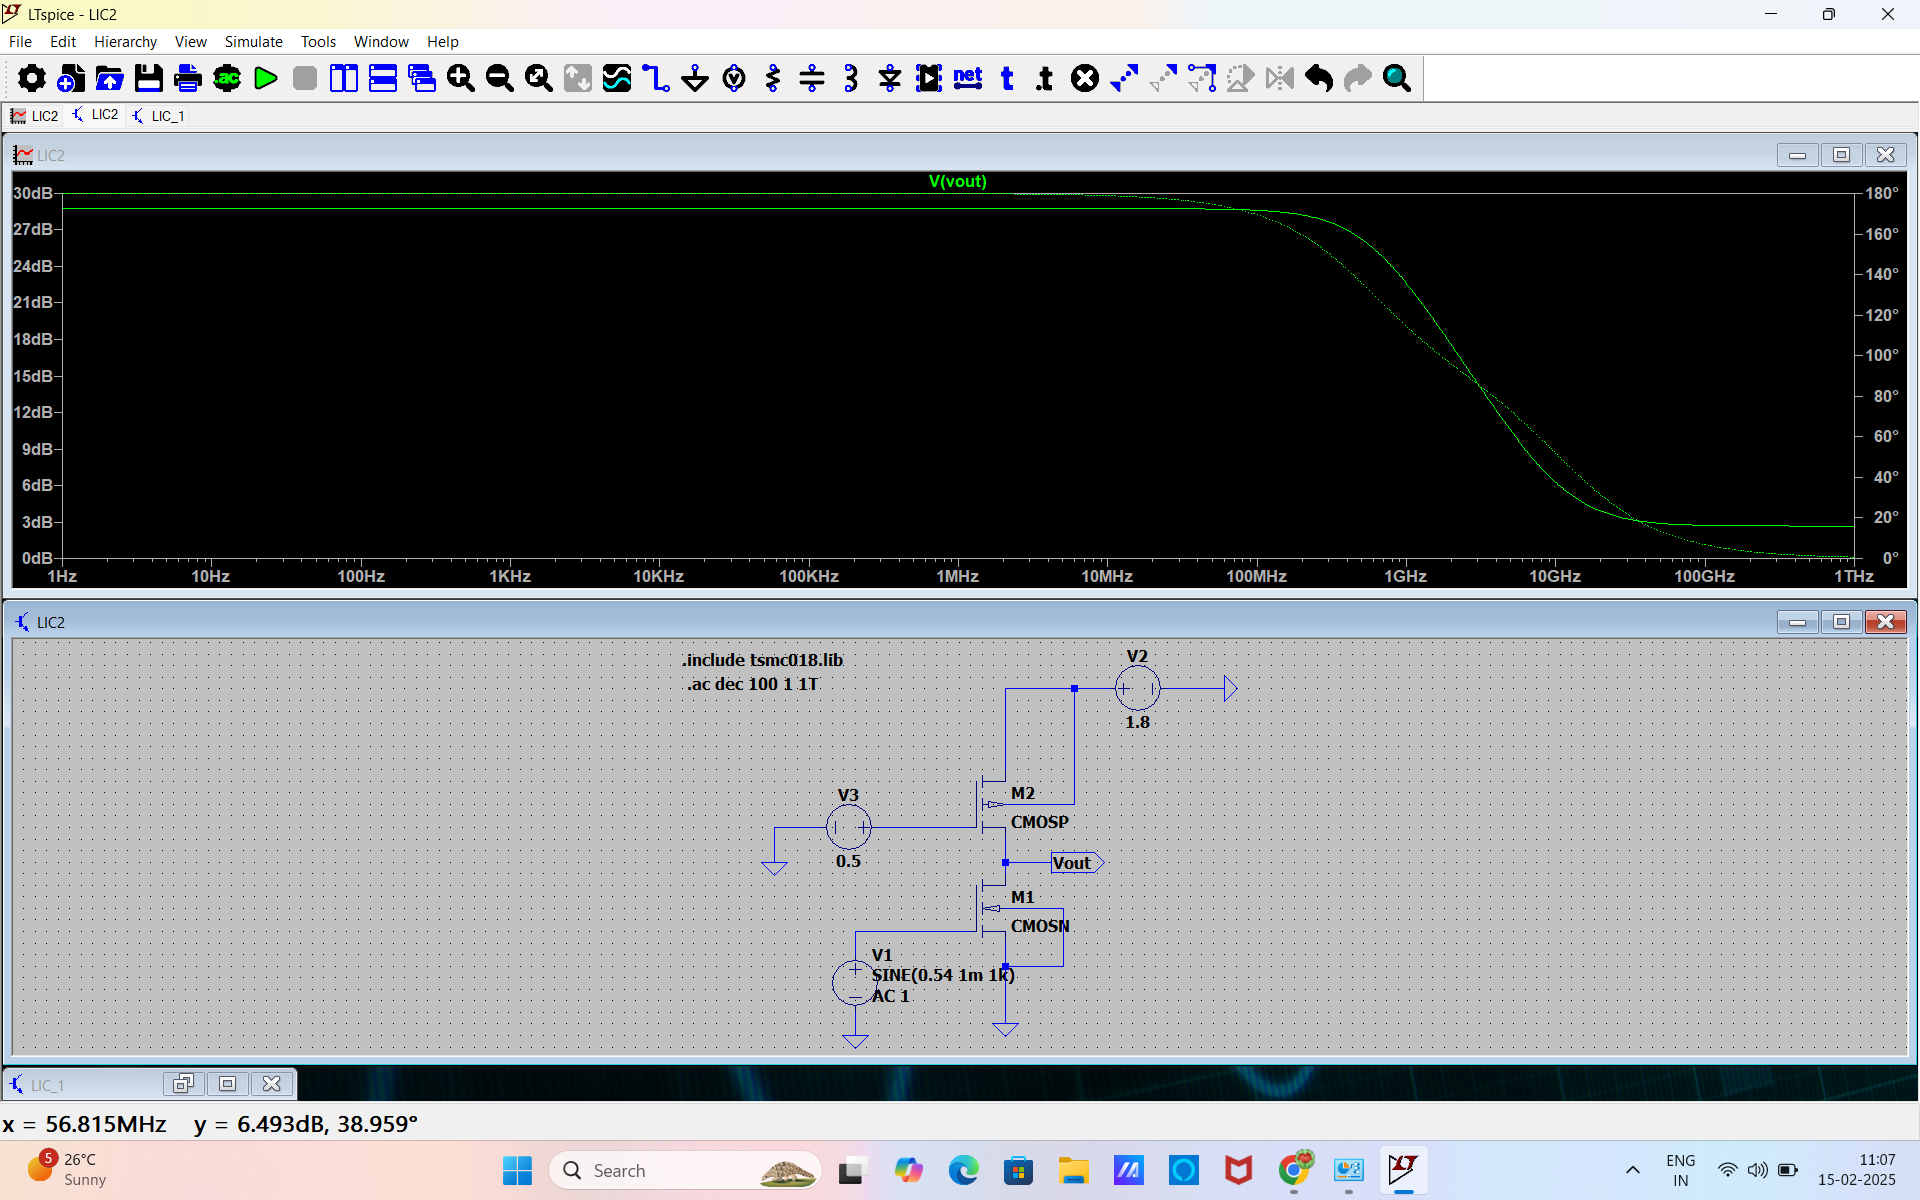 LTspice - LIC2
File Edit Hierarchy View Simulate Tools Window Help
.ac net t .t
LIC2 LIC2 LIC_1
LIC2
V(vout)
30dB 180°
27dB 160°
24dB 140°
21dB 120°
18dB 100°
15dB 80°
12dB 60°
9dB 40°
6dB 20°
3dB 0°
0dB
1Hz 10Hz 100Hz 1KHz 10KHz 100KHz 1MHz 10MHz 100MHz 1GHz 10GHz 100GHz 1THz
LIC2
.include tsmc018.lib
.ac dec 100 1 1T
V2
1.8
V3
0.5
M2
CMOSP
Vout
M1
CMOSN
V1
SINE(0.54 1m 1k)
AC 1
LIC_1
x = 56.815MHz y = 6.493dB, 38.959°
5
26°C
Sunny
Search
ENG
IN
11:07
15-02-2025